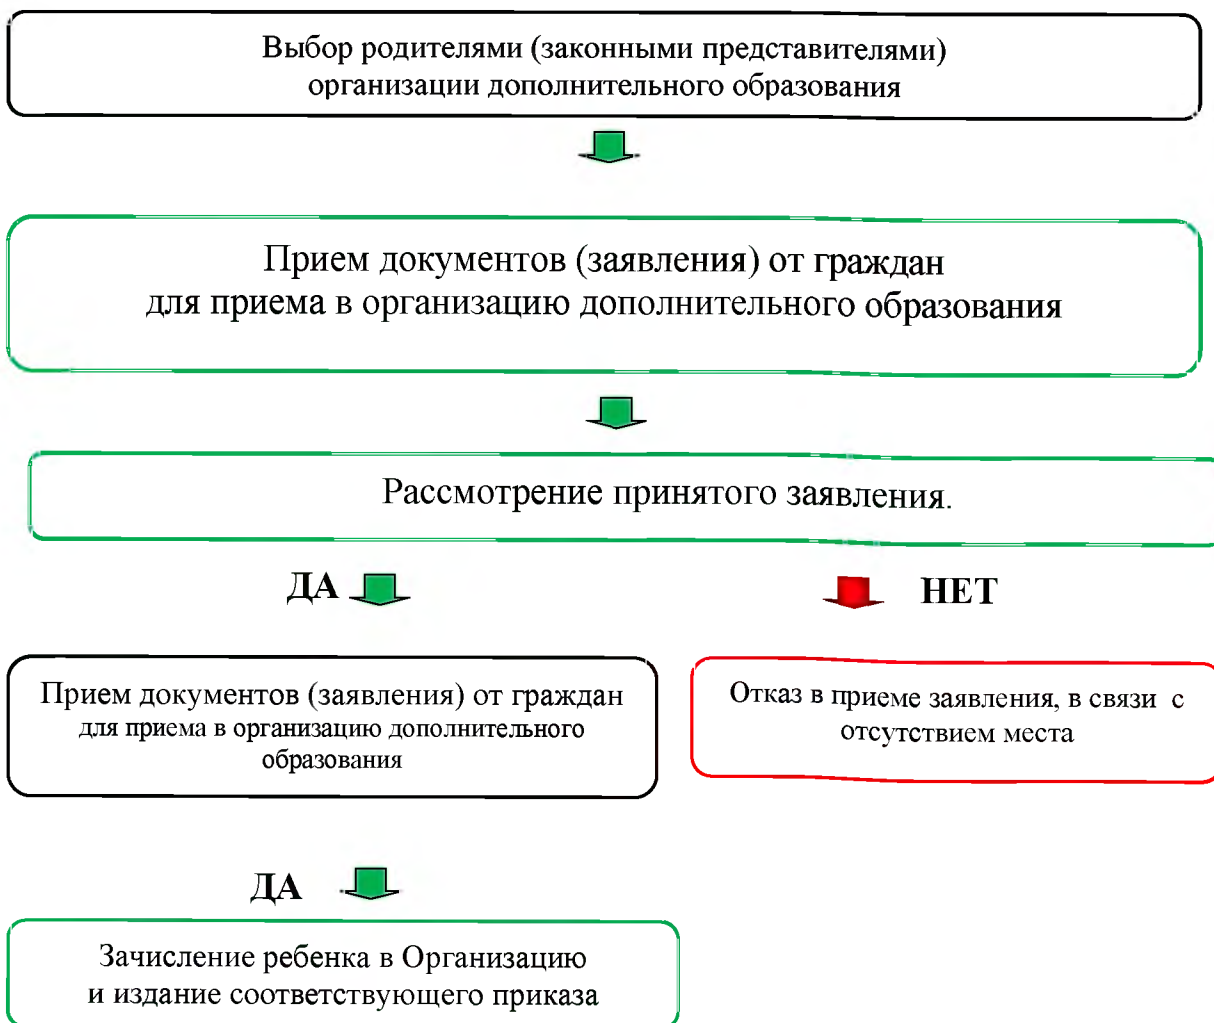 Выбор родителями (законными представителями)
организации дополнительного образования
Прием документов (заявления) от граждан
для приема в организацию дополнительного образования
Рассмотрение принятого заявления.
ДА
НЕТ
Прием документов (заявления) от граждан
для приема в организацию дополнительного
образования
Отказ в приеме заявления, в связи с
отсутствием места
ДА
Зачисление ребенка в Организацию
и издание соответствующего приказа